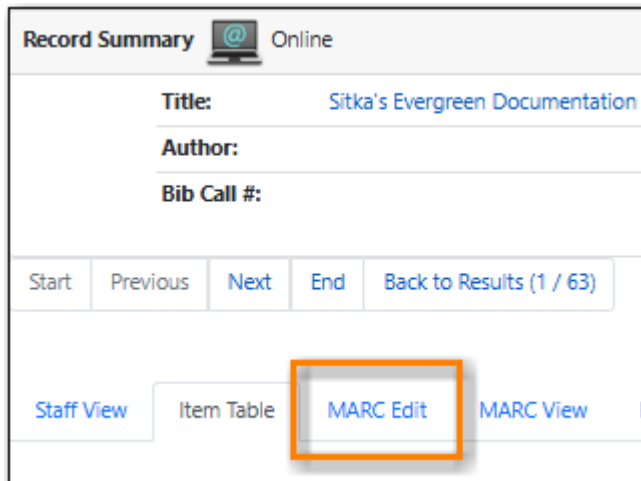 Record Summary @ Online
Title: Sitka's Evergreen Documentation
Author:
Bib Call #:
Start Previous Next End Back to Results (1 / 63)
Staff View Item Table MARC Edit MARC View